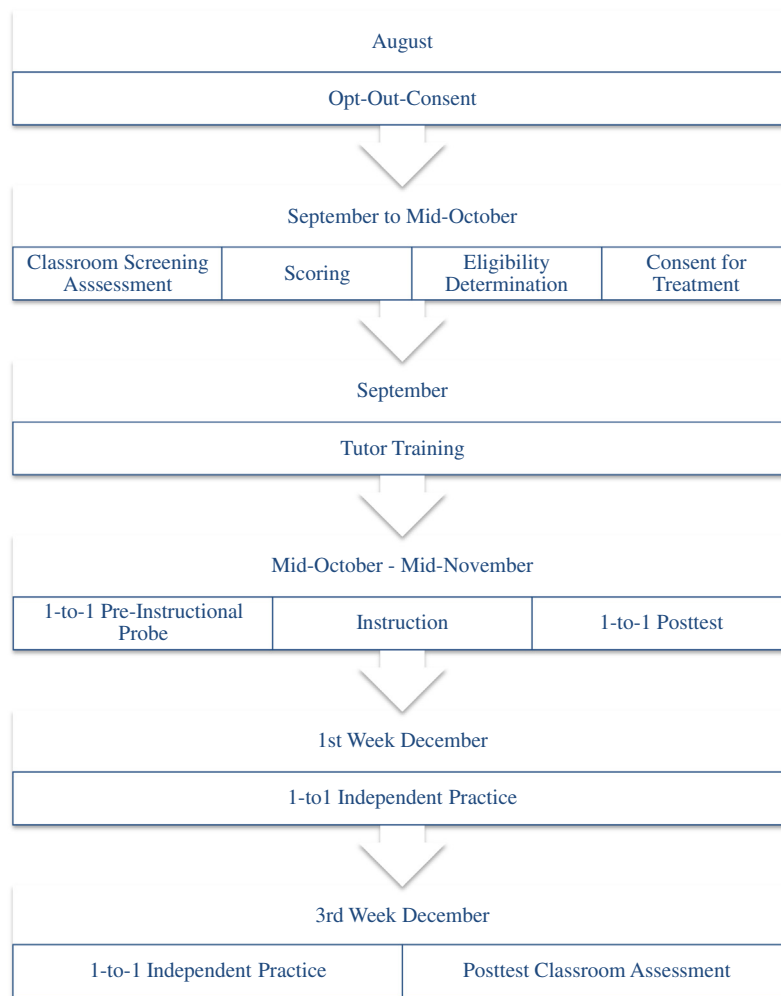 August
Opt-Out-Consent
September to Mid-October
Classroom Screening
Asssessment
Scoring
Eligibility
Determination
Consent for
Treatment
September
Tutor Training
Mid-October - Mid-November
1-to-1 Pre-Instructional
Probe
Instruction
1-to-1 Posttest
1st Week December
1-to1 Independent Practice
3rd Week December
1-to-1 Independent Practice
Posttest Classroom Assessment